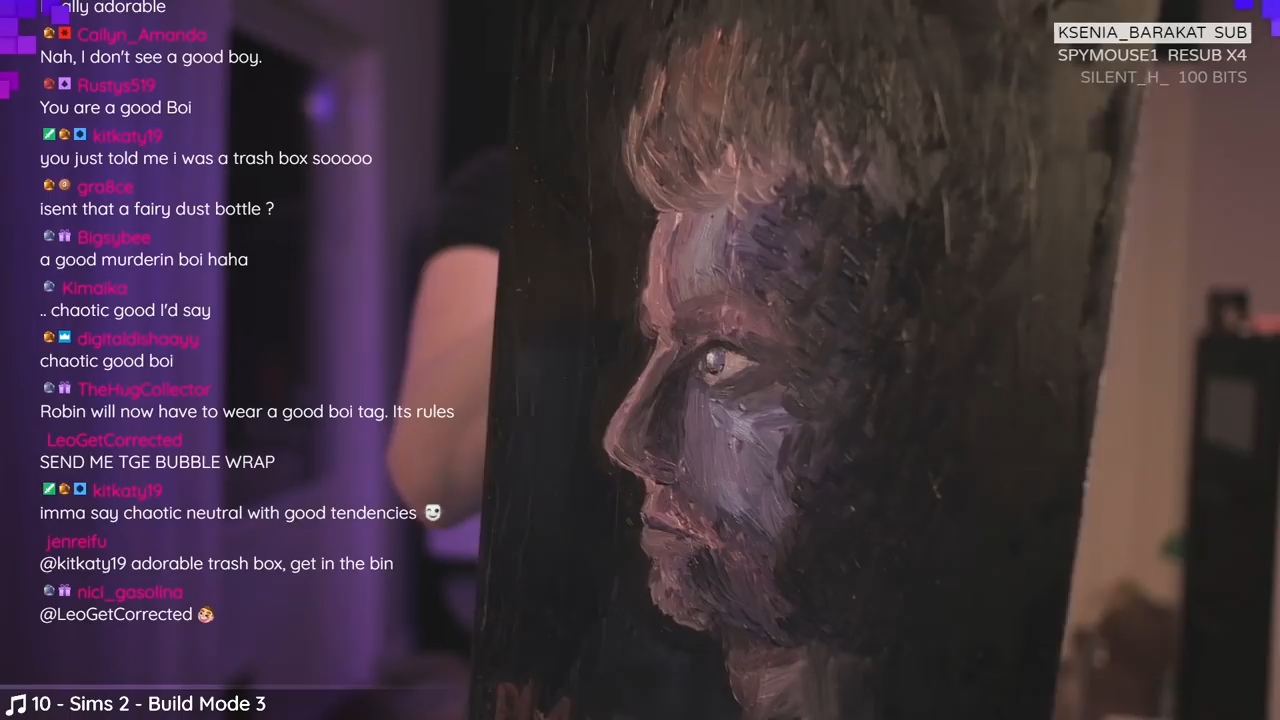 ally adorable
Cailyn_Amanda
KSENIA_BARAKAT SUB
Nah, I don't see a good boy.
SPYMOUSE1 RESUB X4
SILENT_H_ 100 BITS
Rustys519
You are a good Boi
kitkaty19
you just told me i was a trash box sooooo
gra8ce
isent that a fairy dust bottle ?
Bigsybee
a good murderin boi haha
Kimaika
.. chaotic good I'd say
digitaldishaayy
chaotic good boi
TheHugCollector
Robin will now have to wear a good boi tag. Its rules
LeoGetCorrected
SEND ME TGE BUBBLE WRAP
kitkaty19
imma say chaotic neutral with good tendencies
jenreifu
@kitkaty19 adorable trash box, get in the bin
nici_gasolina
@LeoGetCorrected
10 - Sims 2 - Build Mode 3